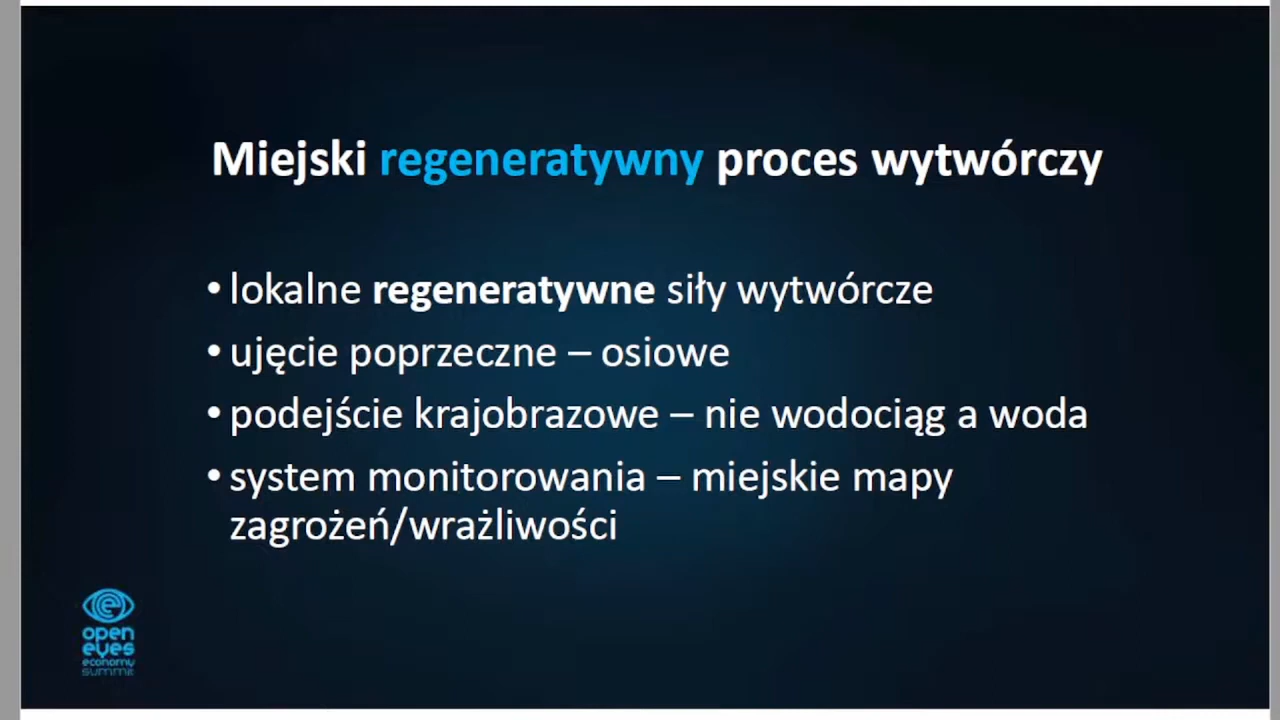 Miejski regeneratywny proces wytwórczy
• lokalne regeneratywne siły wytwórcze
• ujęcie poprzeczne – osiowe
• podejście krajobrazowe – nie wodociąg a woda
• system monitorowania – miejskie mapy
zagrożeń/wrażliwości
open
eyes
economy
summit